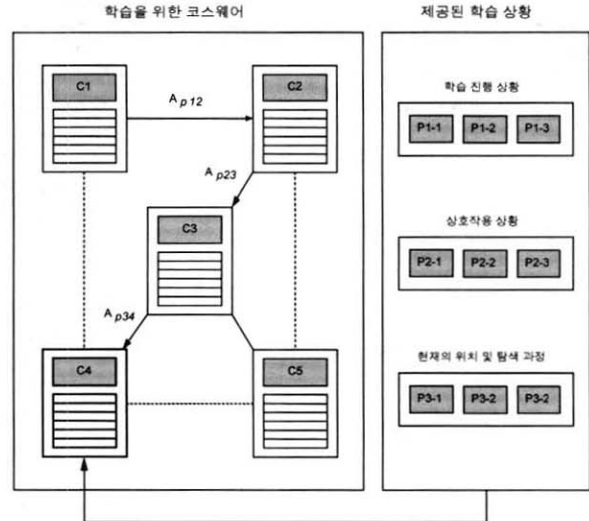 학습을 위한 코스웨어
C1
A p12
C2
A p23
C3
A p34
C4
C5
제공된 학습 상황
학습 진행 상황
P1-1 P1-2 P1-3
상호작용 상황
P2-1 P2-2 P2-3
현재의 위치 및 탐색 과정
P3-1 P3-2 P3-2